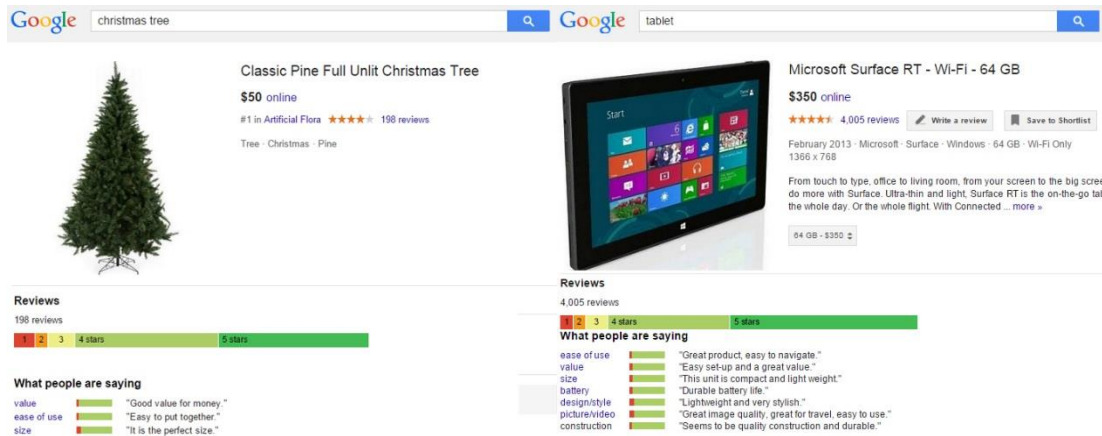 Google
christmas tree
Classic Pine Full Unlit Christmas Tree
$50 online
#1 in Artificial Flora 198 reviews
Tree · Christmas · Pine
Reviews
198 reviews
1 2 3 4 stars 5 stars
What people are saying
value "Good value for money."
ease of use "Easy to put together."
size "It is the perfect size."
Google
tablet
Start
Microsoft Surface RT - Wi-Fi - 64 GB
$350 online
4,005 reviews Write a review Save to Shortlist
February 2013 · Microsoft · Surface · Windows · 64 GB · Wi-Fi Only
1366 x 768
From touch to type, office to living room, from your screen to the big scree
do more with Surface. Ultra-thin and light, Surface RT is the on-the-go tal
the whole day. Or the whole flight. With Connected ... more »
64 GB - $350
Reviews
4,005 reviews
1 2 3 4 stars 5 stars
What people are saying
ease of use "Great product, easy to navigate."
value "Easy set-up and a great value."
size "This unit is compact and light weight."
battery "Durable battery life."
design/style "Lightweight and very stylish."
picture/video "Great image quality, great for travel, easy to use."
construction "Seems to be quality construction and durable."